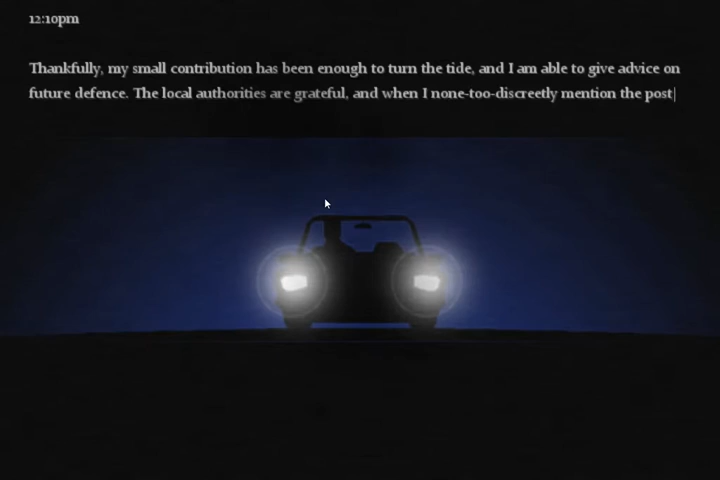 12:10pm
Thankfully, my small contribution has been enough to turn the tide, and I am able to give advice on
future defence. The local authorities are grateful, and when I none-too-discreetly mention the post